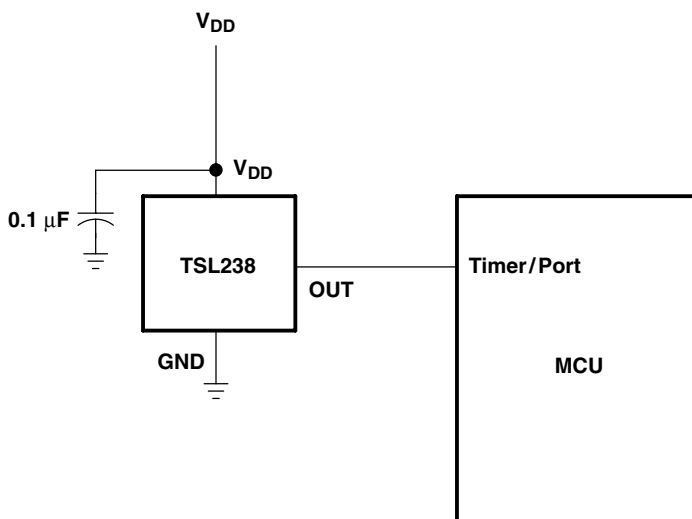 VDD
VDD
0.1 μF
TSL238
OUT
Timer/Port
GND
MCU